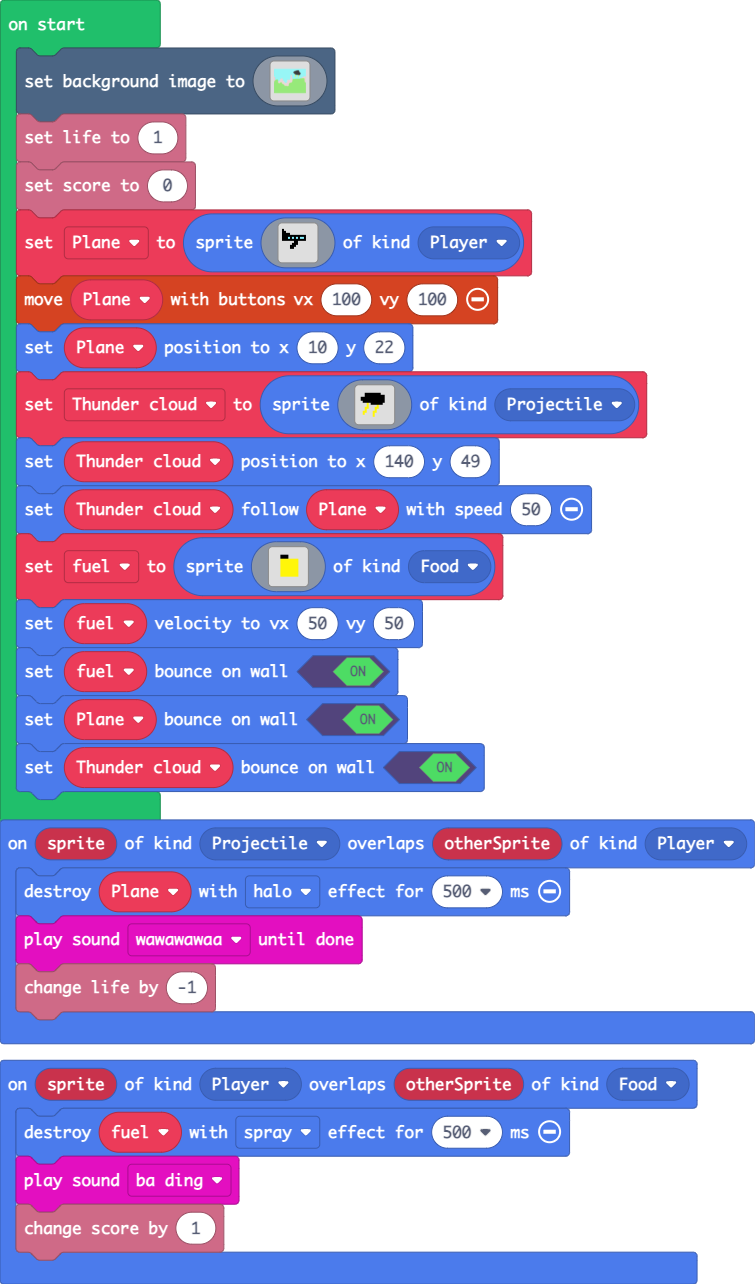 on start
set background image to
set life to 1
set score to 0
set Plane to sprite of kind Player
move Plane with buttons vx 100 vy 100
set Plane position to x 10 y 22
set Thunder cloud to sprite of kind Projectile
set Thunder cloud position to x 140 y 49
set Thunder cloud follow Plane with speed 50
set fuel to sprite of kind Food
set fuel velocity to vx 50 vy 50
set fuel bounce on wall ON
set Plane bounce on wall ON
set Thunder cloud bounce on wall ON
on sprite of kind Projectile overlaps otherSprite of kind Player
destroy Plane with halo effect for 500 ms
play sound wawawawaa until done
change life by -1
on sprite of kind Player overlaps otherSprite of kind Food
destroy fuel with spray effect for 500 ms
play sound ba ding
change score by 1